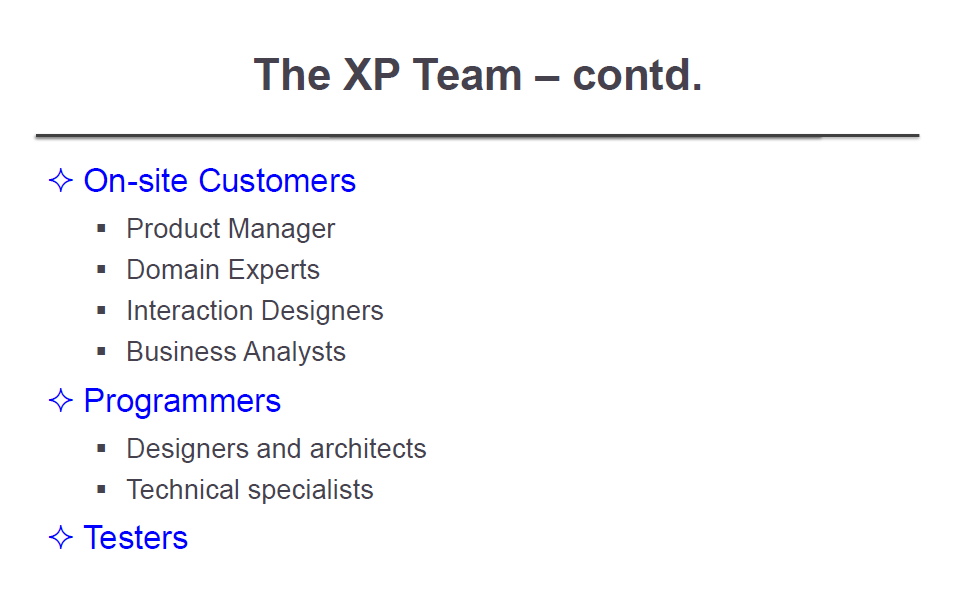 The XP Team – contd.
On-site Customers
Product Manager
Domain Experts
Interaction Designers
Business Analysts
Programmers
Designers and architects
Technical specialists
Testers